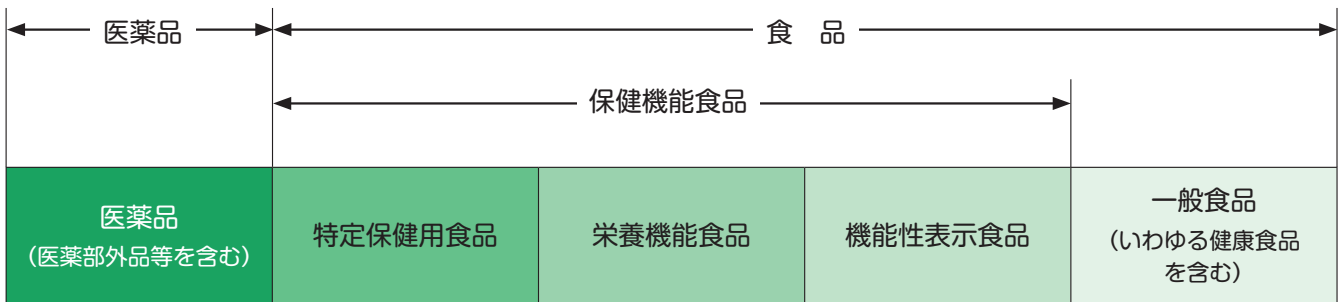 医薬品
食 品
保健機能食品
医薬品
(医薬部外品等を含む)
特定保健用食品
栄養機能食品
機能性表示食品
一般食品
(いわゆる健康食品
を含む)